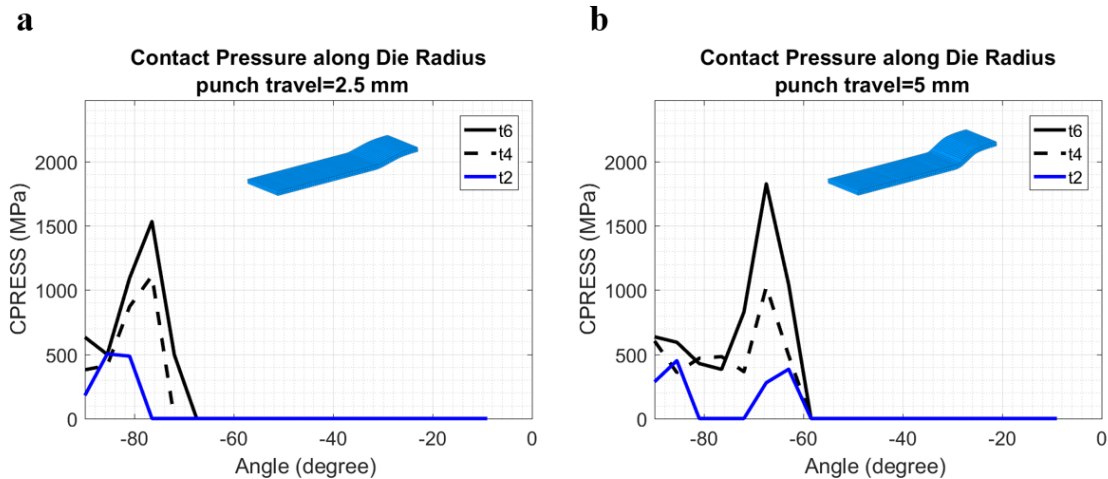 a
Contact Pressure along Die Radius
punch travel=2.5 mm
t6
t4
t2
2000
1500
1000
500
0
CPRESS (MPa)
-80
-60
-40
-20
0
Angle (degree)
b
Contact Pressure along Die Radius
punch travel=5 mm
t6
t4
t2
2000
1500
1000
500
0
CPRESS (MPa)
-80
-60
-40
-20
0
Angle (degree)